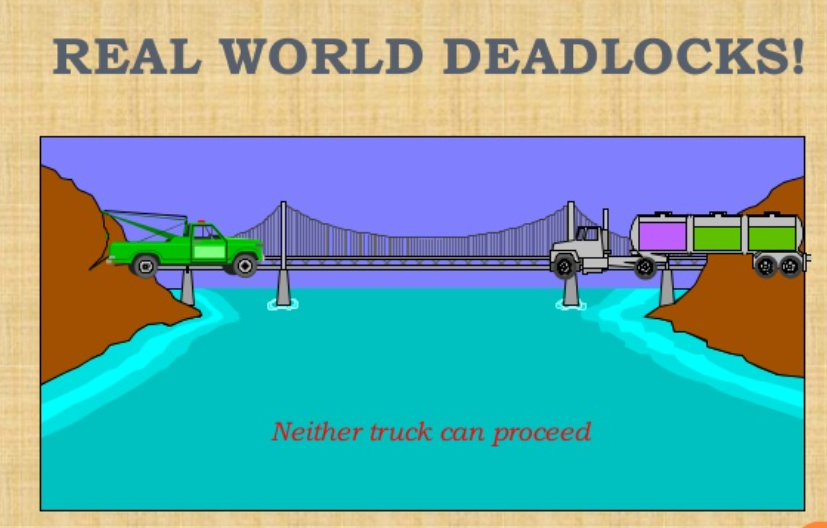 REAL WORLD DEADLOCKS!
Neither truck can proceed